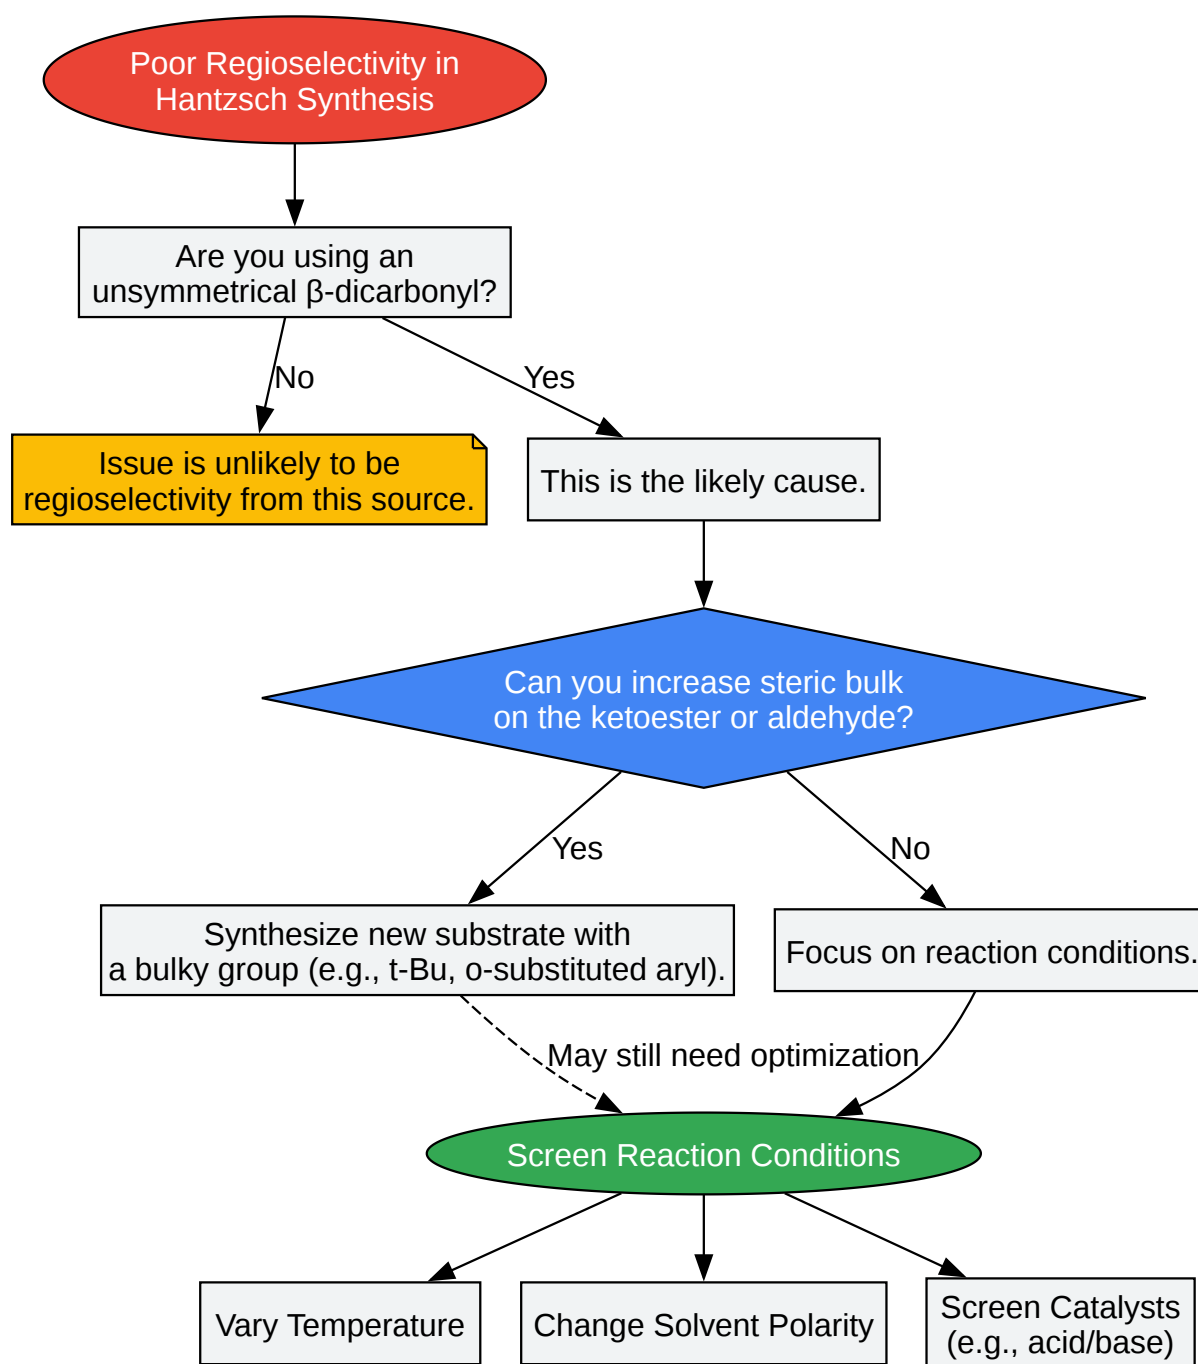 Poor Regioselectivity in
Hantzsch Synthesis
Are you using an
unsymmetrical β-dicarbonyl?
No
Yes
Issue is unlikely to be
regioselectivity from this source.
This is the likely cause.
Can you increase steric bulk
on the ketoester or aldehyde?
Yes
No
Synthesize new substrate with
a bulky group (e.g., t-Bu, o-substituted aryl).
Focus on reaction conditions.
May still need optimization
Screen Reaction Conditions
Vary Temperature
Change Solvent Polarity
Screen Catalysts
(e.g., acid/base)